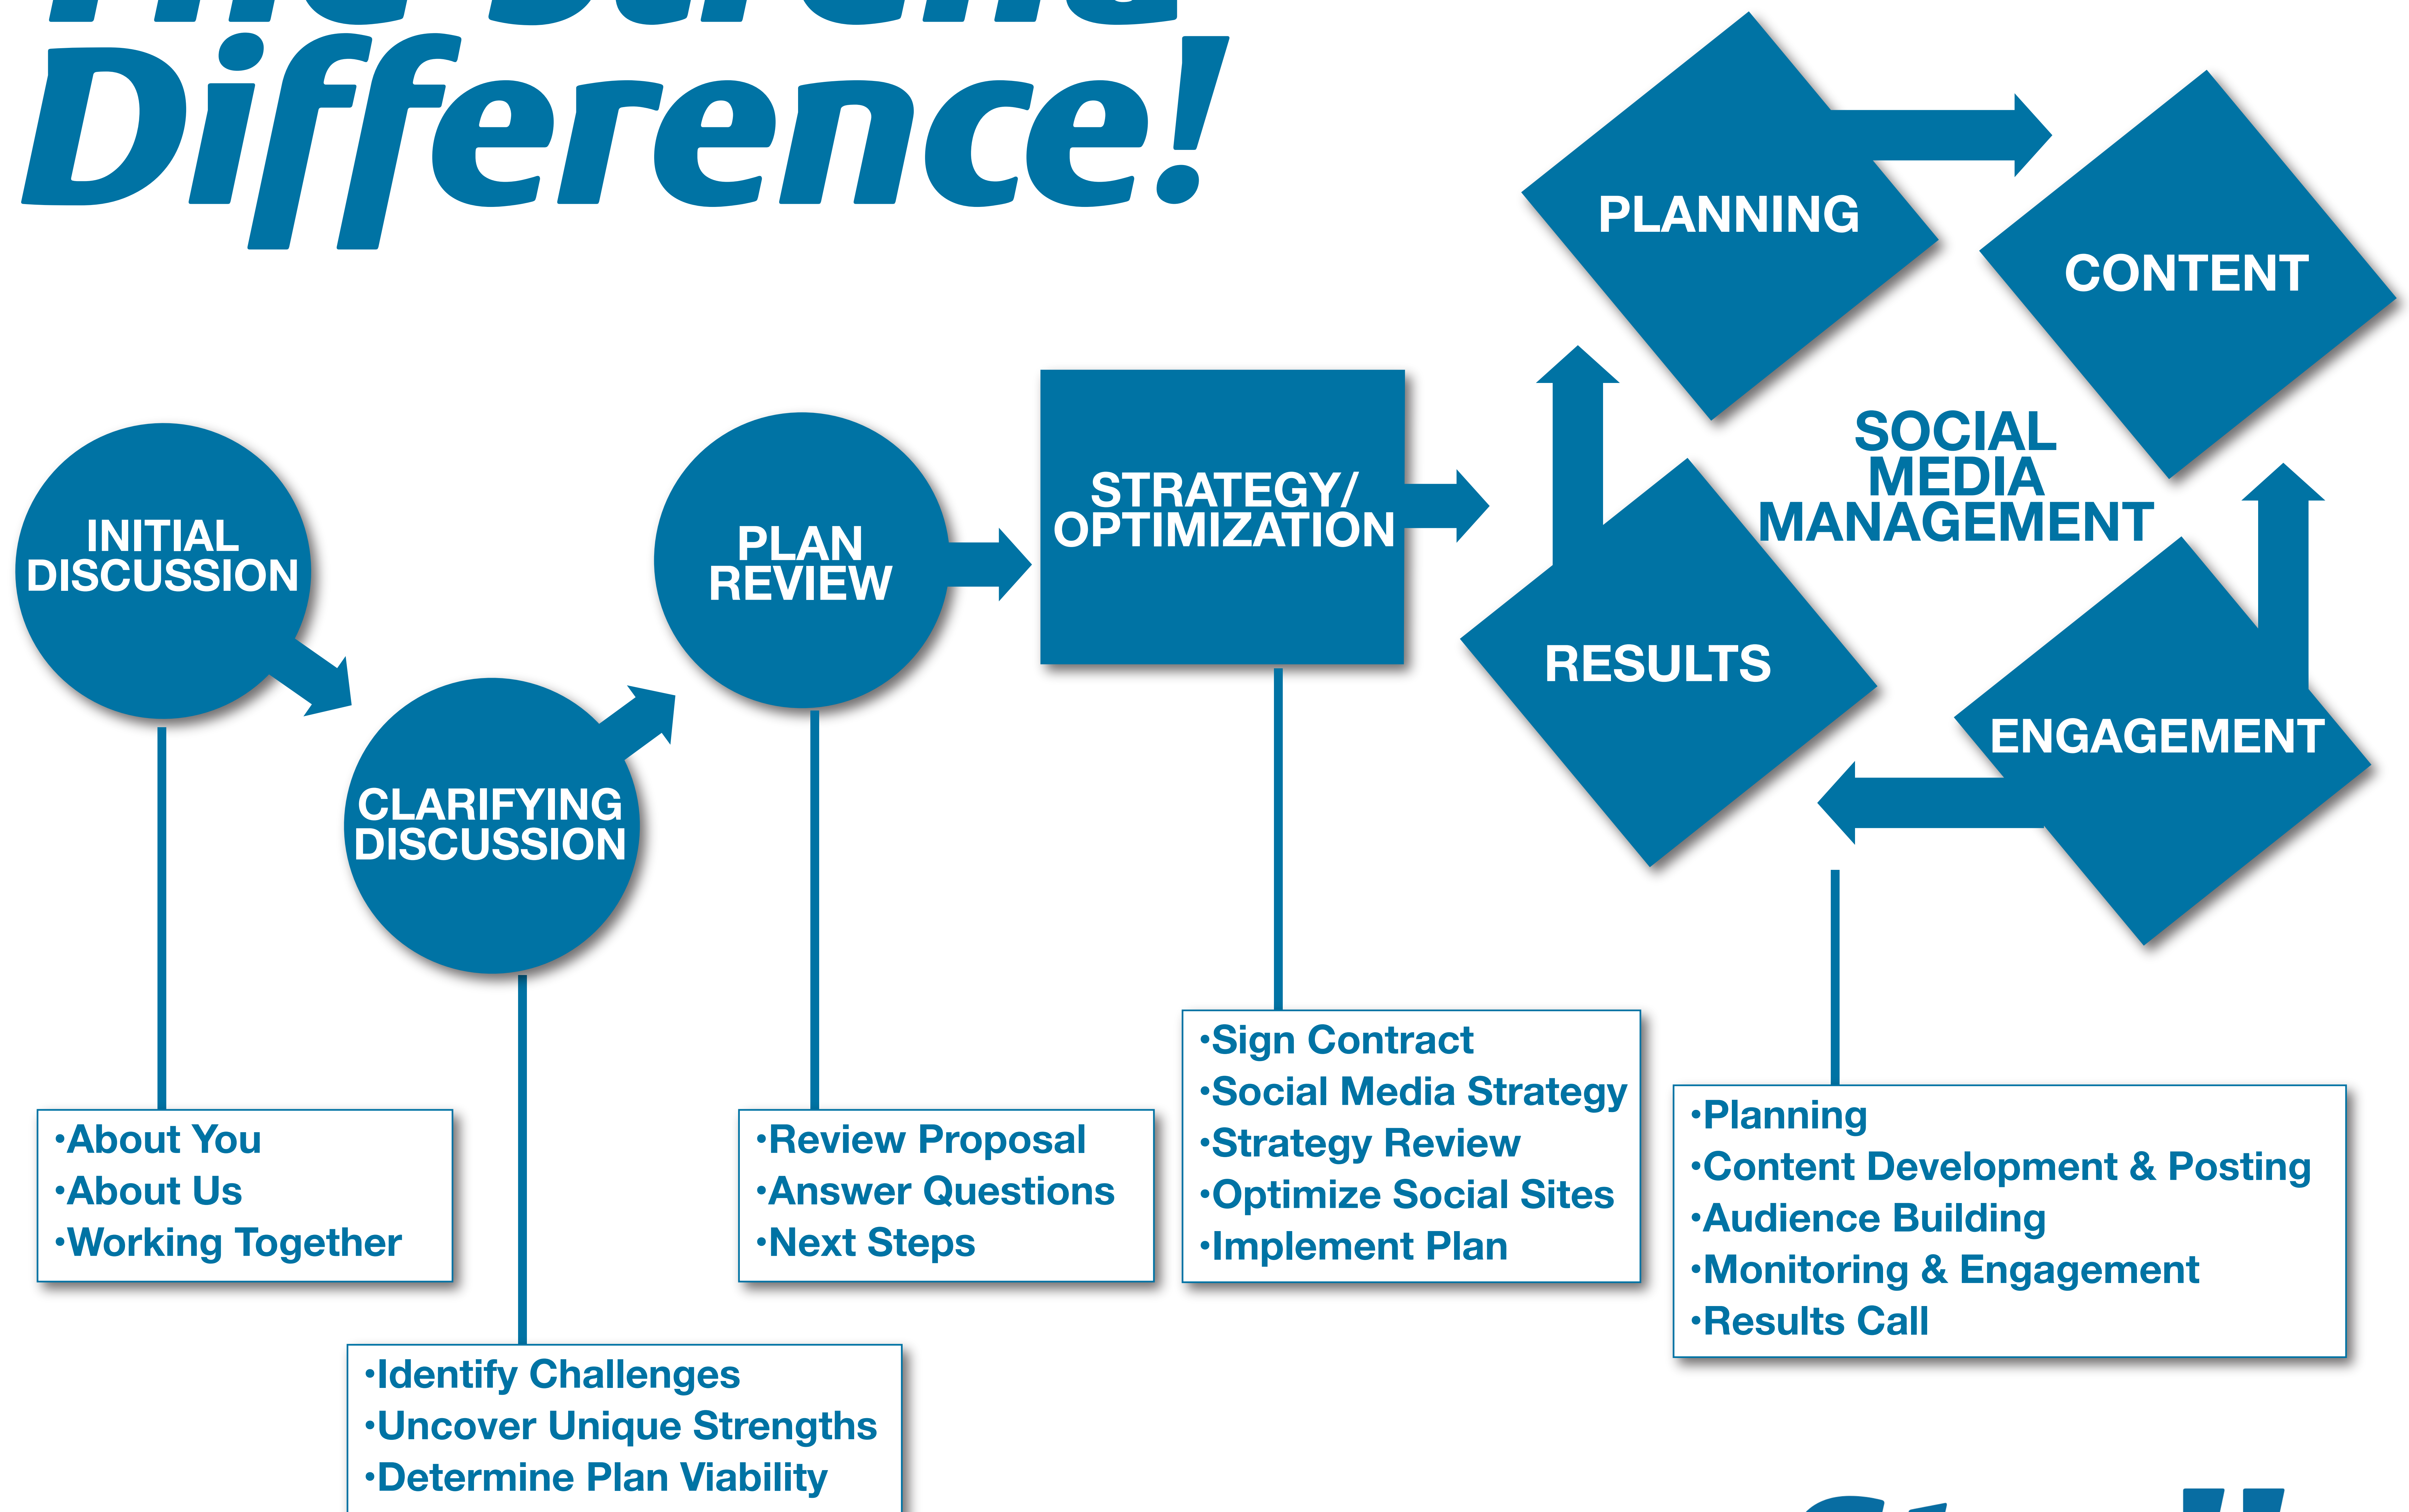 The
Difference!
PLANNING
CONTENT
SOCIAL
MEDIA
MANAGEMENT
INITIAL
DISCUSSION
CLARIFYING
DISCUSSION
PLAN
REVIEW
STRATEGY/
OPTIMIZATION
RESULTS
ENGAGEMENT
•About You
•About Us
•Working Together
•Identify Challenges
•Uncover Unique Strengths
•Determine Plan Viability
•Review Proposal
•Answer Questions
•Next Steps
•Sign Contract
•Social Media Strategy
•Strategy Review
•Optimize Social Sites
•Implement Plan
•Planning
•Content Development & Posting
•Audience Building
•Monitoring & Engagement
•Results Call